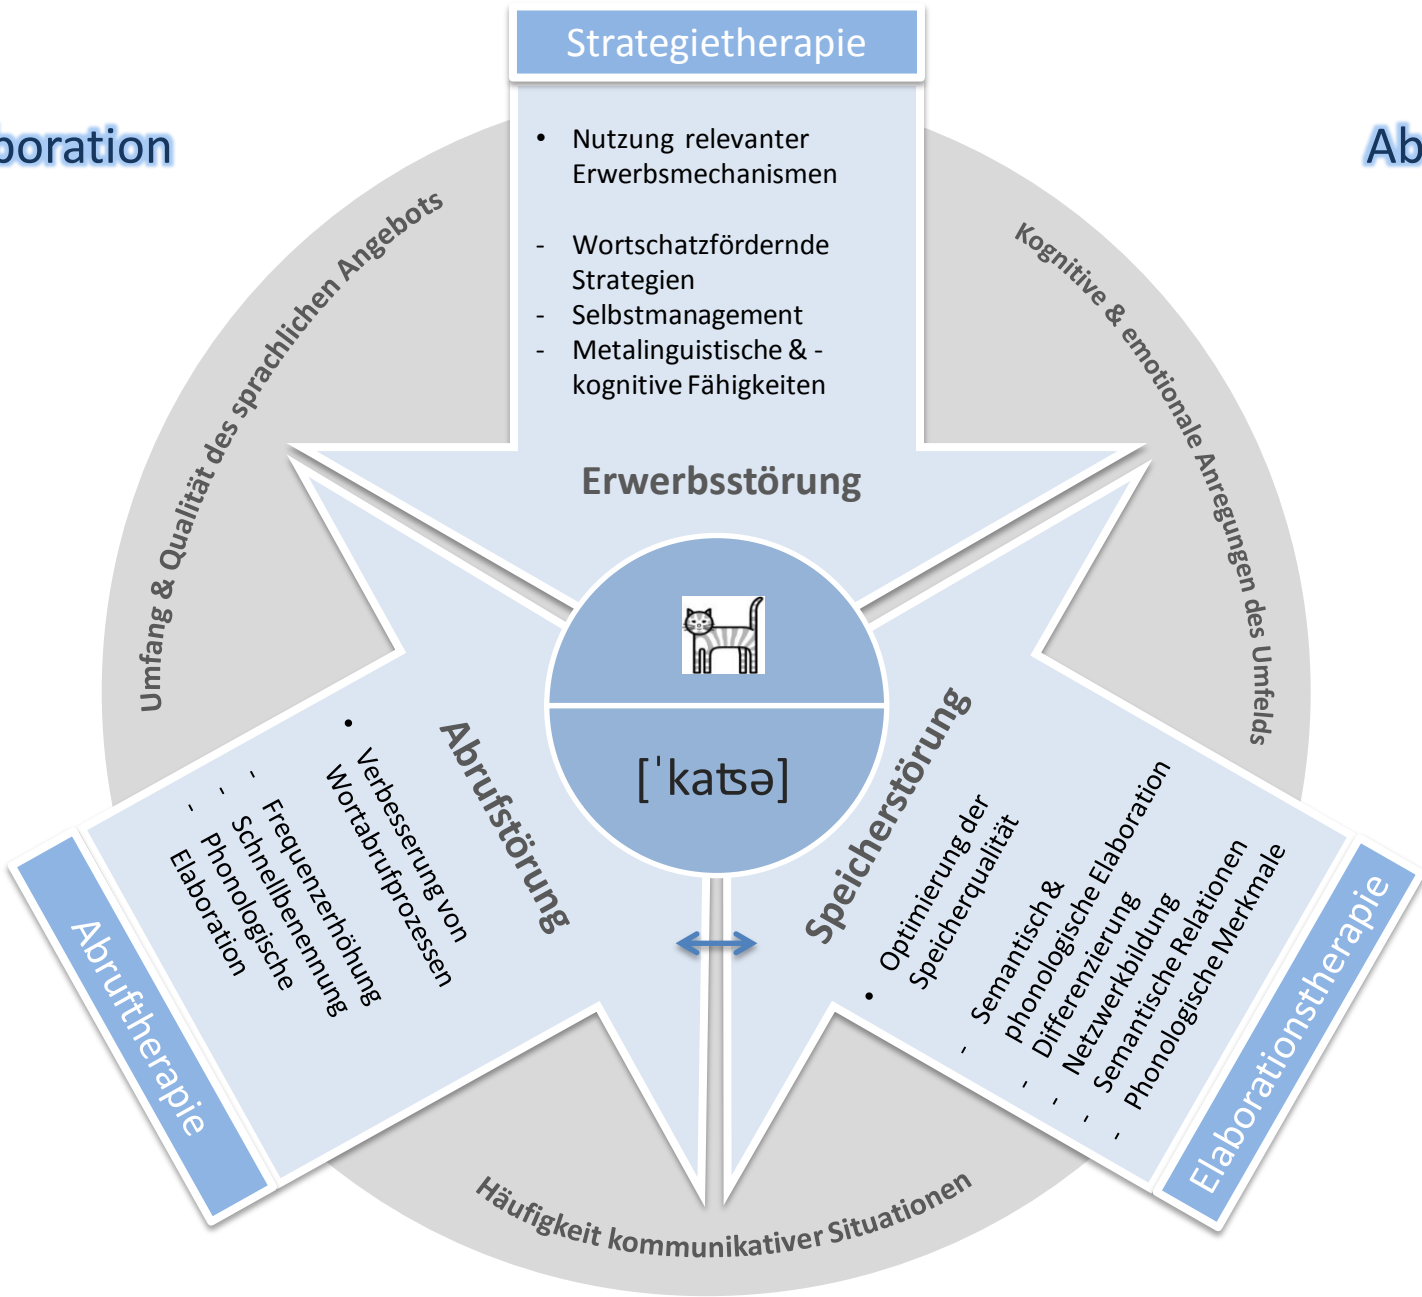 Strategietherapie
boration
Ab
• Nutzung relevanter
Erwerbsmechanismen
- Wortschatzfördernde
Strategien
- Selbstmanagement
- Metalinguistische & -
kognitive Fähigkeiten
Erwerbsstörung
Umfang & Qualität des sprachlichen Angebots
Kognitive & emotionale Anregungen des Umfelds
[ˈkaʦə]
Abrufstörung
• Verbesserung von
Wortabrufprozessen
- Frequenzerhöhung
- Schnellbenennung
- Phonologische
Elaboration
Abruftherapie
Speicherstörung
• Optimierung der
Speicherqualität
- Semantisch &
phonologische Elaboration
- Differenzierung
- Netzwerkbildung
- Semantische Relationen
- Phonologische Merkmale
Elaborationstherapie
Häufigkeit kommunikativer Situationen